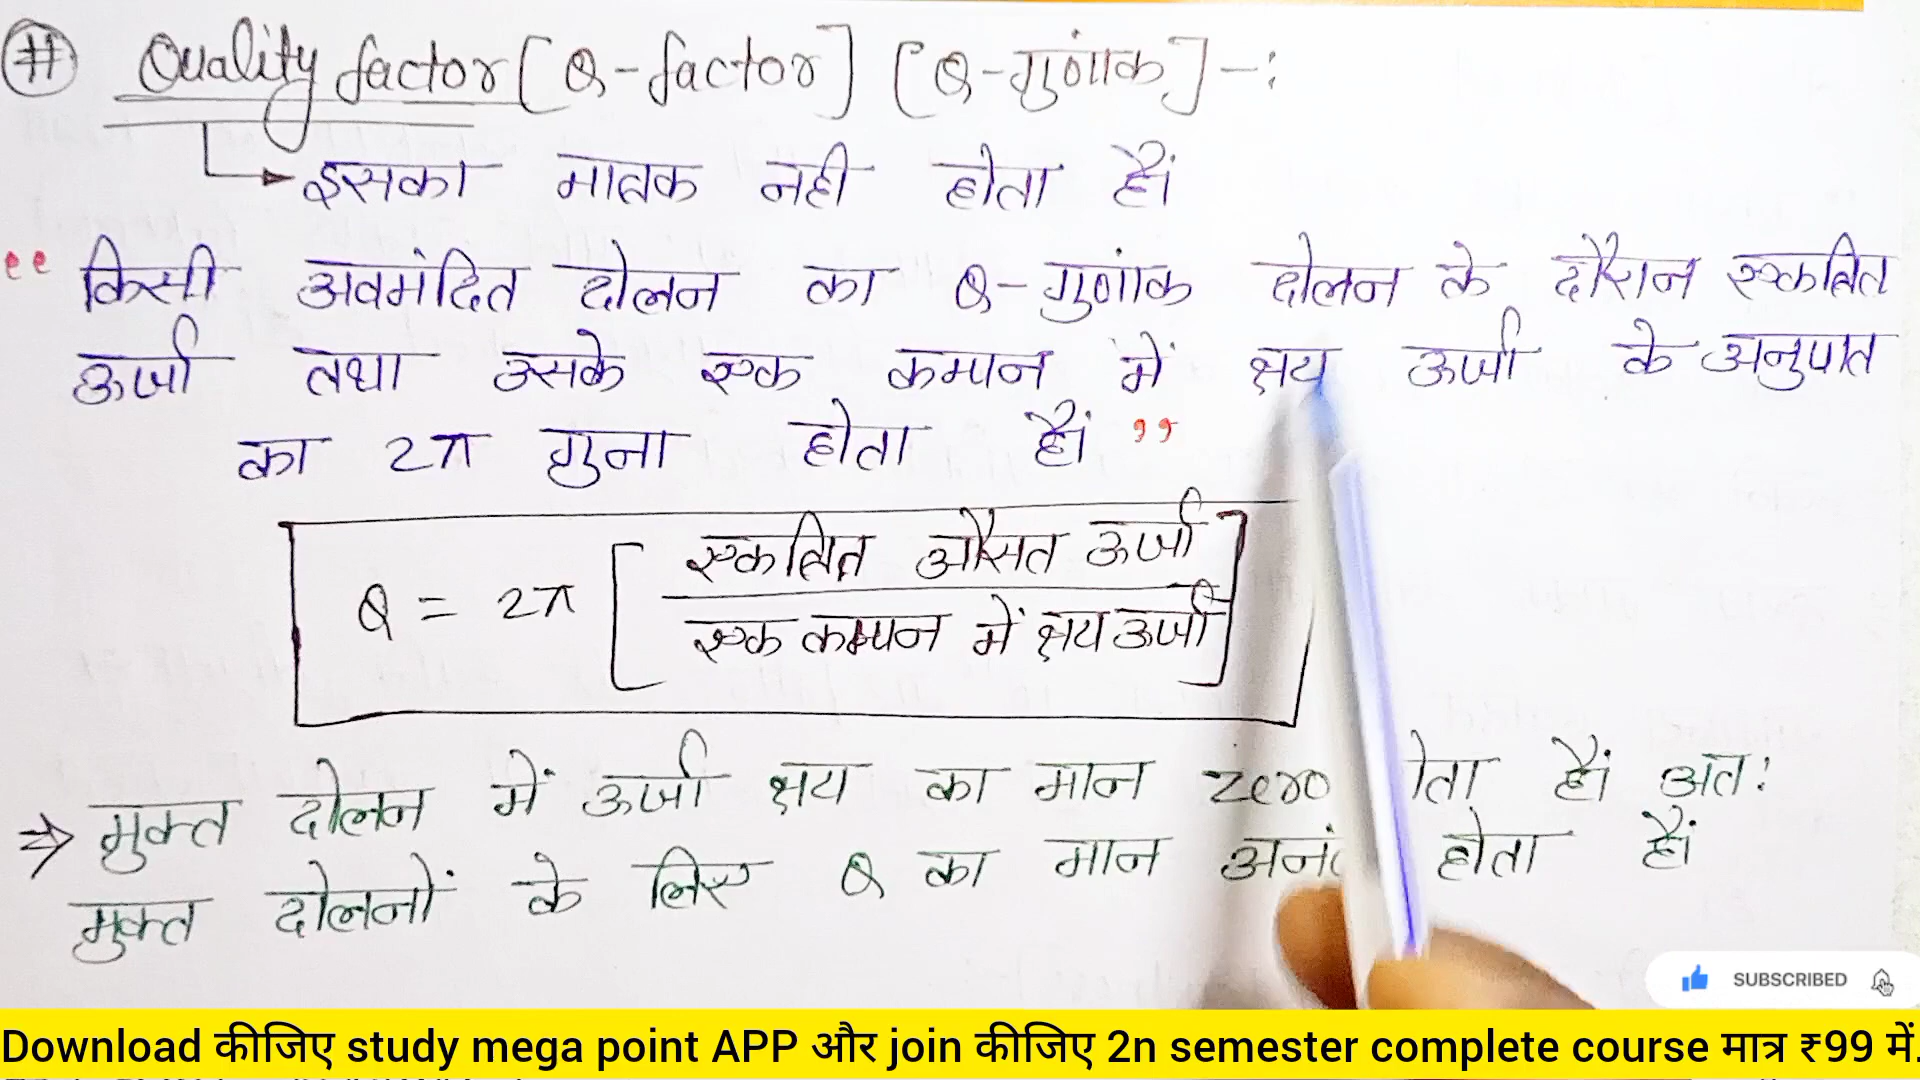 # Quality factor [Q-factor] [Q-गुणांक] -:
इसका मात्रक नही होता हैं
“ किसी अवमंदित दोलन का Q-गुणांक दोलन के दौरान एकत्रित
ऊर्जा तथा उसके एक कम्पन में क्षय ऊर्जा के अनुपात
का 2π गुना होता हैं ”
Q = 2π [ एकत्रित औसत ऊर्जा
एक कम्पन में क्षय ऊर्जा ]
⇒ मुक्त दोलन में ऊर्जा क्षय का मान zero होता हैं अतः
मुक्त दोलनों के लिए Q का मान अनंत होता हैं
SUBSCRIBED
Download कीजिए study mega point APP और join कीजिए 2n semester complete course मात्र ₹99 में.